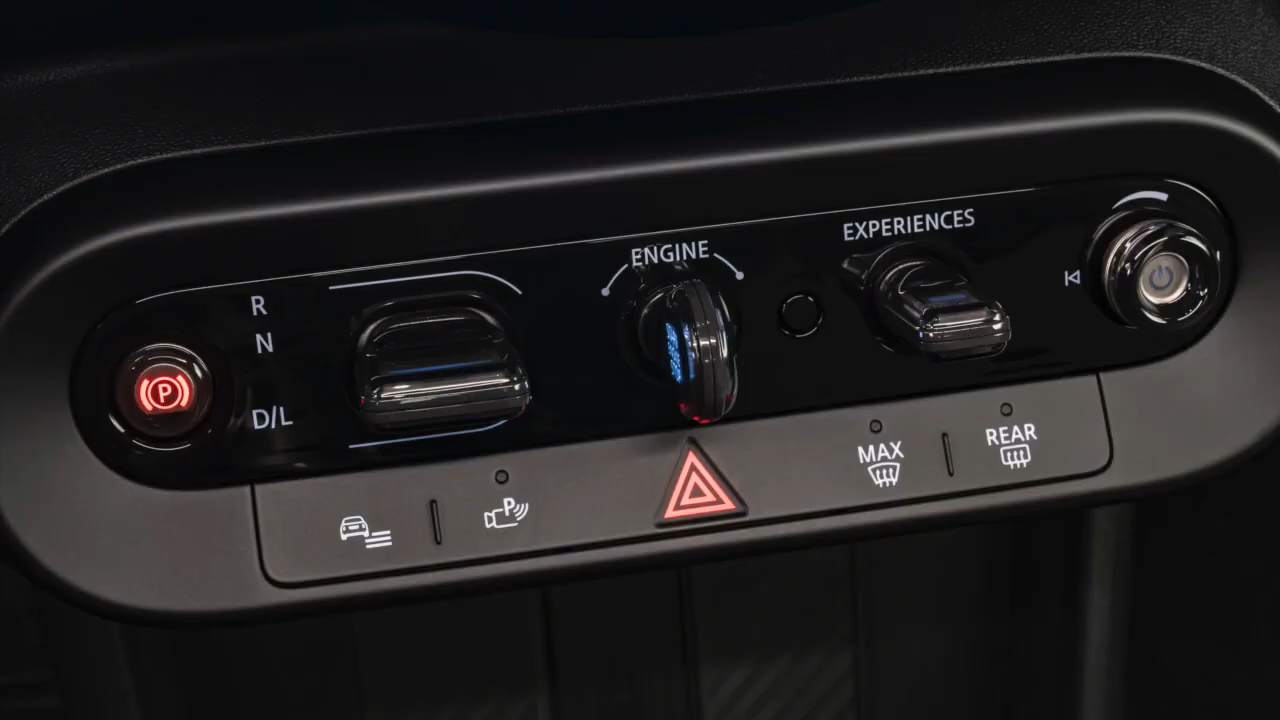 EXPERIENCES
ENGINE
R
N
D/L
P
MAX
REAR
P